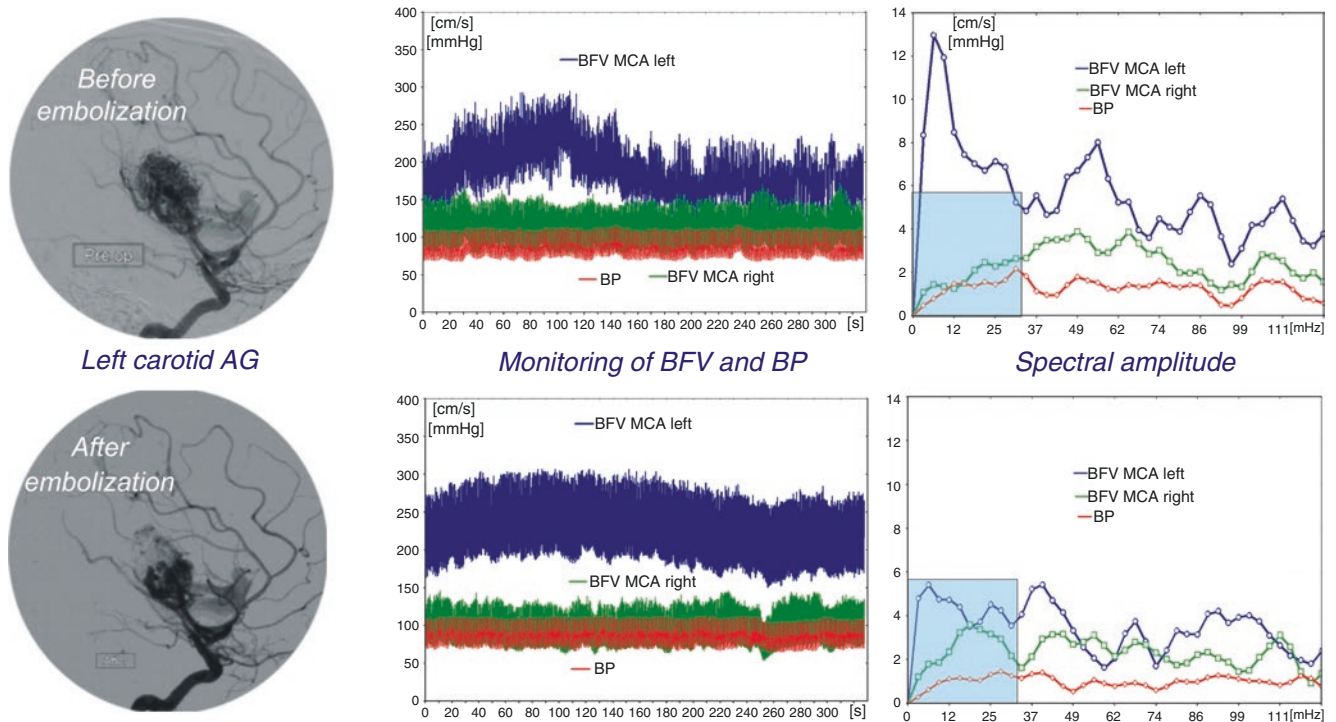 Before
embolization
Pre op
Left carotid AG
[cm/s]
[mmHg]
400
350
300
250
200
150
100
50
0
BFV MCA left
BP
BFV MCA right
0 20 40 60 80 100 120 140 160 180 200 220 240 260 280 300 [s]
Monitoring of BFV and BP
[cm/s]
[mmHg]
14
12
10
8
6
4
2
0
BFV MCA left
BFV MCA right
BP
0 12 25 37 49 62 74 86 99 111 [mHz]
Spectral amplitude
After
embolization
[cm/s]
[mmHg]
400
350
300
250
200
150
100
50
0
BFV MCA left
BFV MCA right
BP
0 20 40 60 80 100 120 140 160 180 200 220 240 260 280 300 [s]
14
12
10
8
6
4
2
0
BFV MCA left
BFV MCA right
BP
0 12 25 37 49 62 74 86 99 111 [mHz]